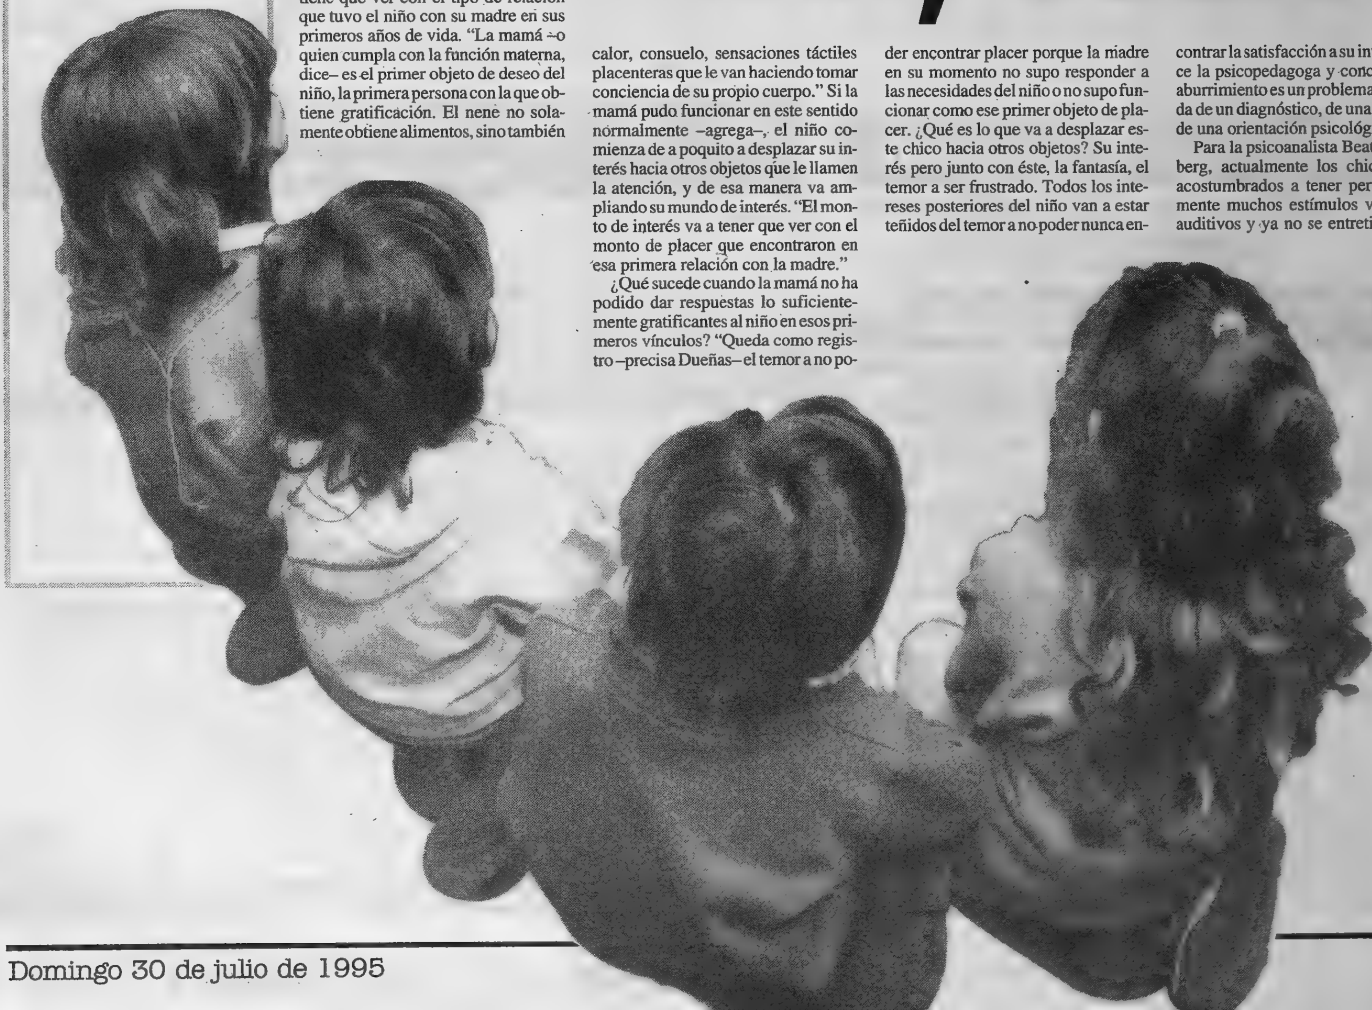 que tuvo el niño con su madre en sus
primeros años de vida. “La mamá –o
quien cumpla con la función materna,
dice– es el primer objeto de deseo del
niño, la primera persona con la que ob-
tiene gratificación. El nene no sola-
mente obtiene alimentos, sino también
calor, consuelo, sensaciones táctiles
placenteras que le van haciendo tomar
conciencia de su propio cuerpo.” Si la
mamá pudo funcionar en este sentido
normalmente –agrega–, el niño co-
mienza de a poquito a desplazar su in-
terés hacia otros objetos que le llamen
la atención, y de esa manera va am-
pliando su mundo de interés. “El mon-
to de interés va a tener que ver con el
monto de placer que encontraron en
esa primera relación con la madre.”
¿Qué sucede cuando la mamá no ha
podido dar respuestas lo suficiente-
mente gratificantes al niño en esos pri-
meros vínculos? “Queda como regis-
tro –precisa Dueñas– el temor a no po-
der encontrar placer porque la madre
en su momento no supo responder a
las necesidades del niño o no supo fun-
cionar como ese primer objeto de pla-
cer. ¿Qué es lo que va a desplazar es-
te chico hacia otros objetos? Su inte-
rés pero junto con éste, la fantasía, el
temor a ser frustrado. Todos los inte-
reses posteriores del niño van a estar
teñidos del temor a no poder nunca en-
contrar la satisfacción a su in
ce la psicopedagoga y conc
aburrimiento es un problema
da de un diagnóstico, de una
de una orientación psicológ
Para la psicoanalista Beat
berg, actualmente los chic
acostumbrados a tener per
mente muchos estímulos v
auditivos y ya no se entreti
Domingo 30 de julio de 1995